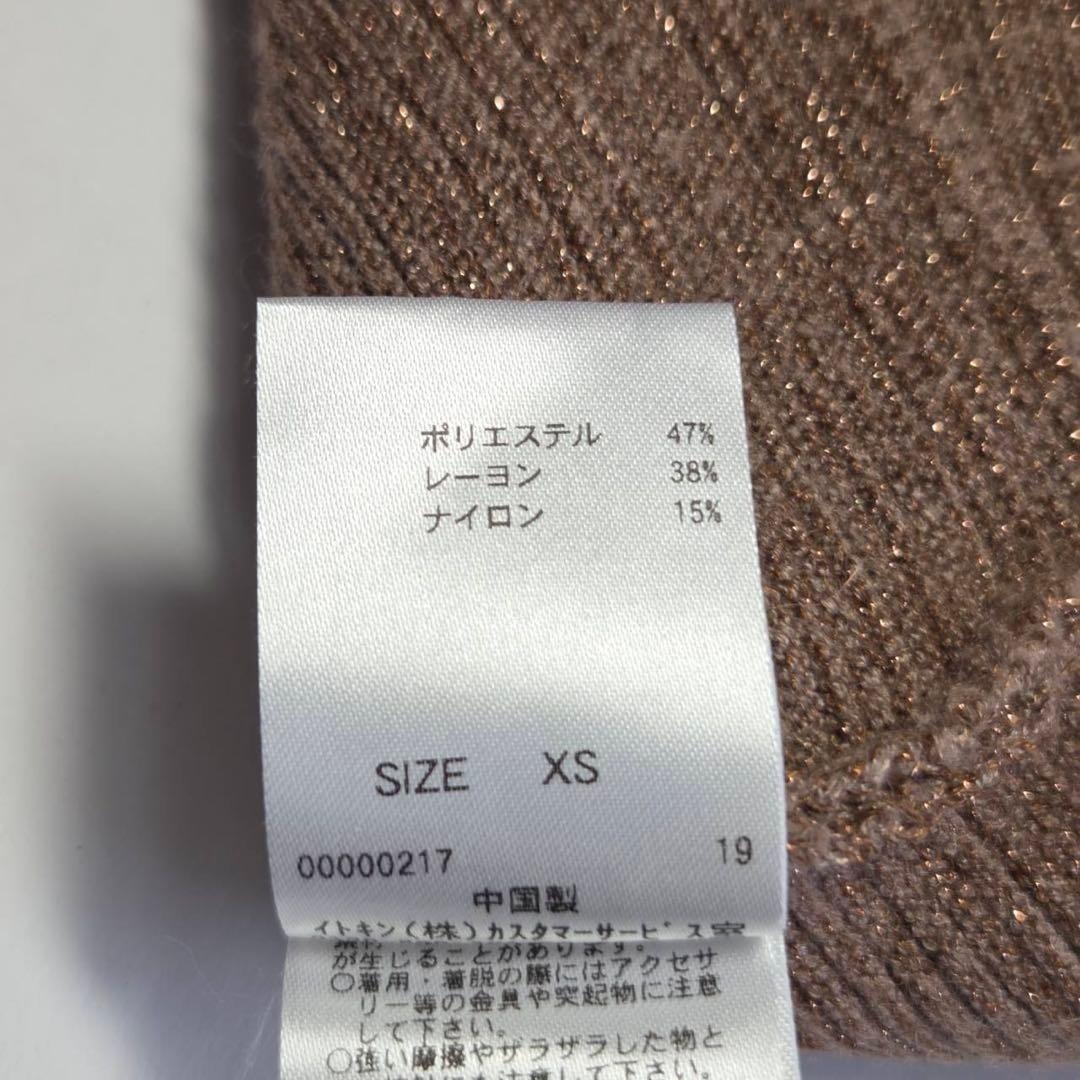 ポリエステル 47%
レーヨン 38%
ナイロン 15%
SIZE XS
00000217 19
中国製
イトキン(株)カスタマーサービス室
が生じることがあります。
○着用・着脱の際にはアクセサ
リー等の金具や突起物に注意
して下さい。
○強い摩擦やザラザラした物と